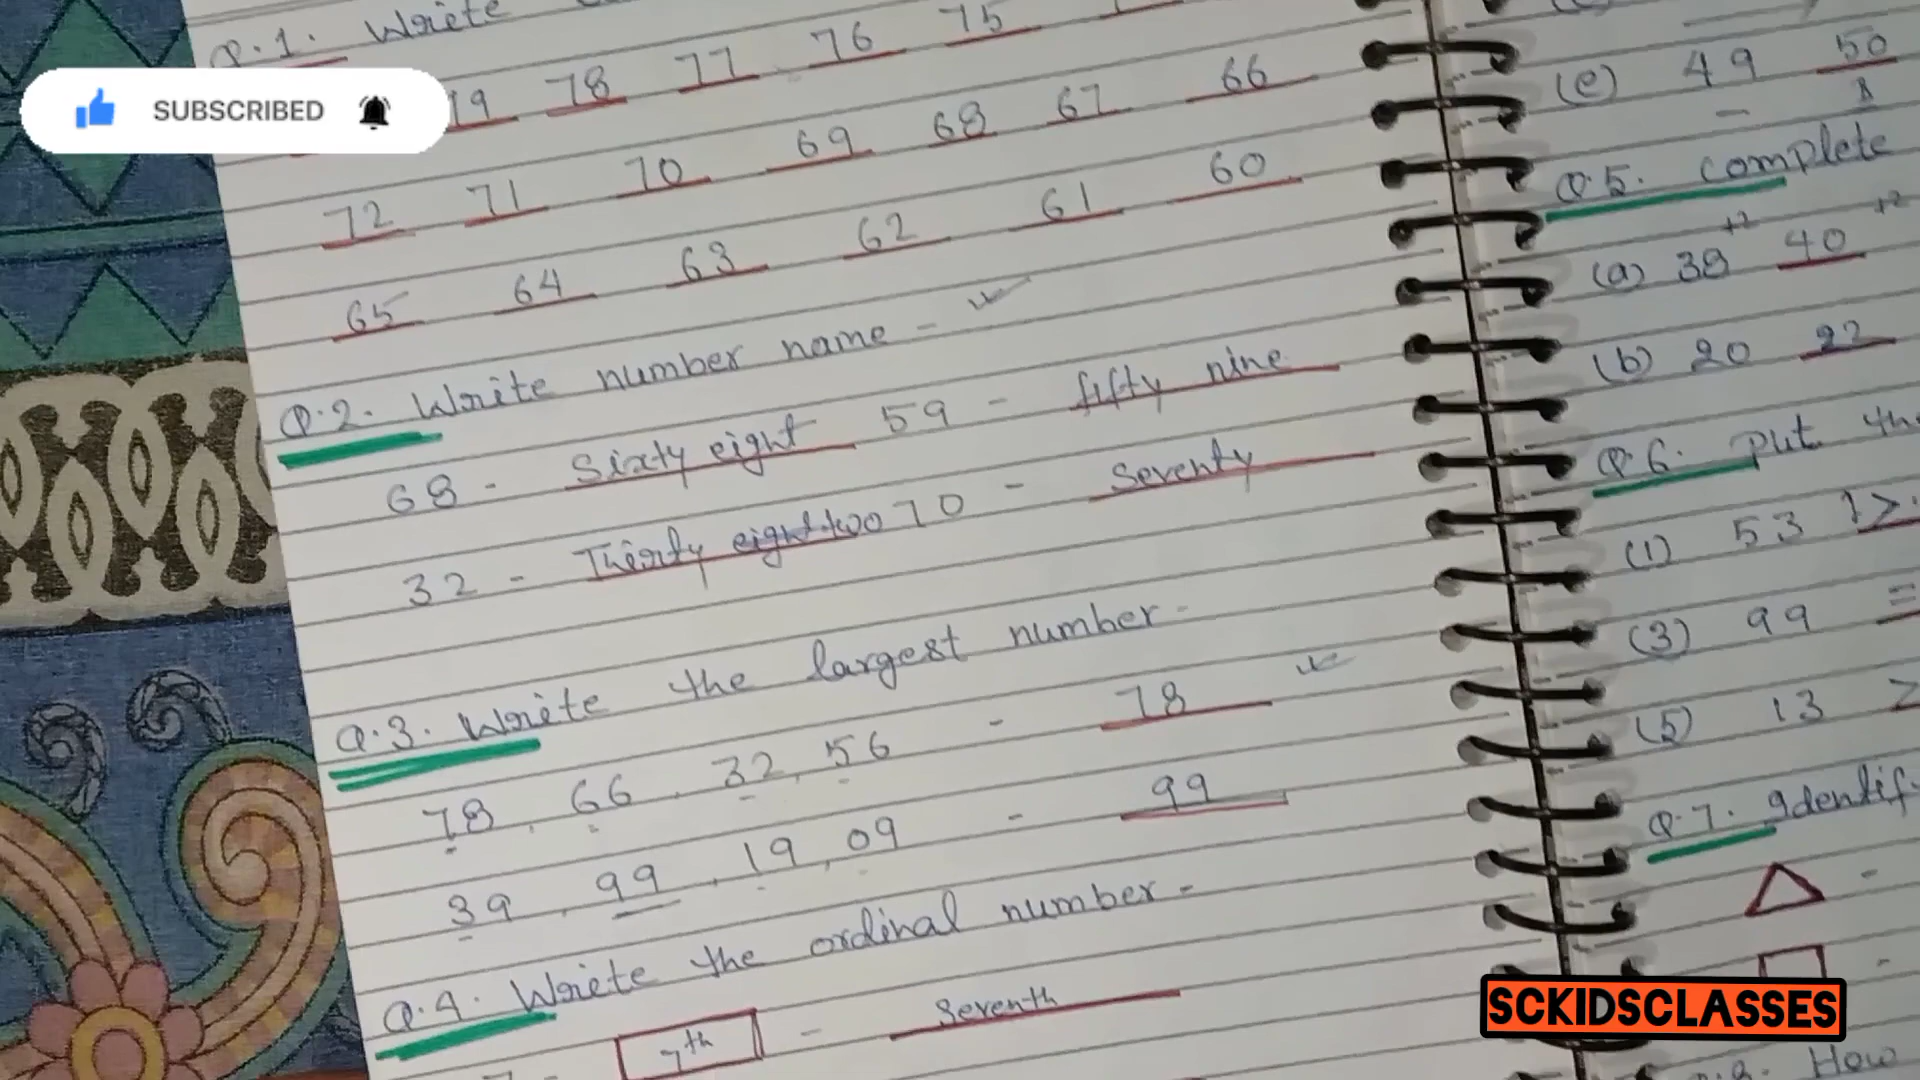 Q.1. Write
SUBSCRIBED
79 78 77 76 75
72 71 70 69 68 67 66
65 64 63 62 61 60
Q.2. Write number name -
68 - Sixty eight 59 - fifty nine
32 - Thirty two 70 - Seventy
Q.3. Write the largest number -
78, 66, 32, 56 - 78
39, 99, 19, 09 - 99
Q.4. Write the ordinal number -
7th - Seventh
(e) 49 50
Q.5. Complete
(a) 38 +2 40 +2
(b) 20 22
Q.6. Put the
(1) 53 >
(3) 99 =
(5) 13 >
Q.7. Identif
How
SCKIDSCLASSES